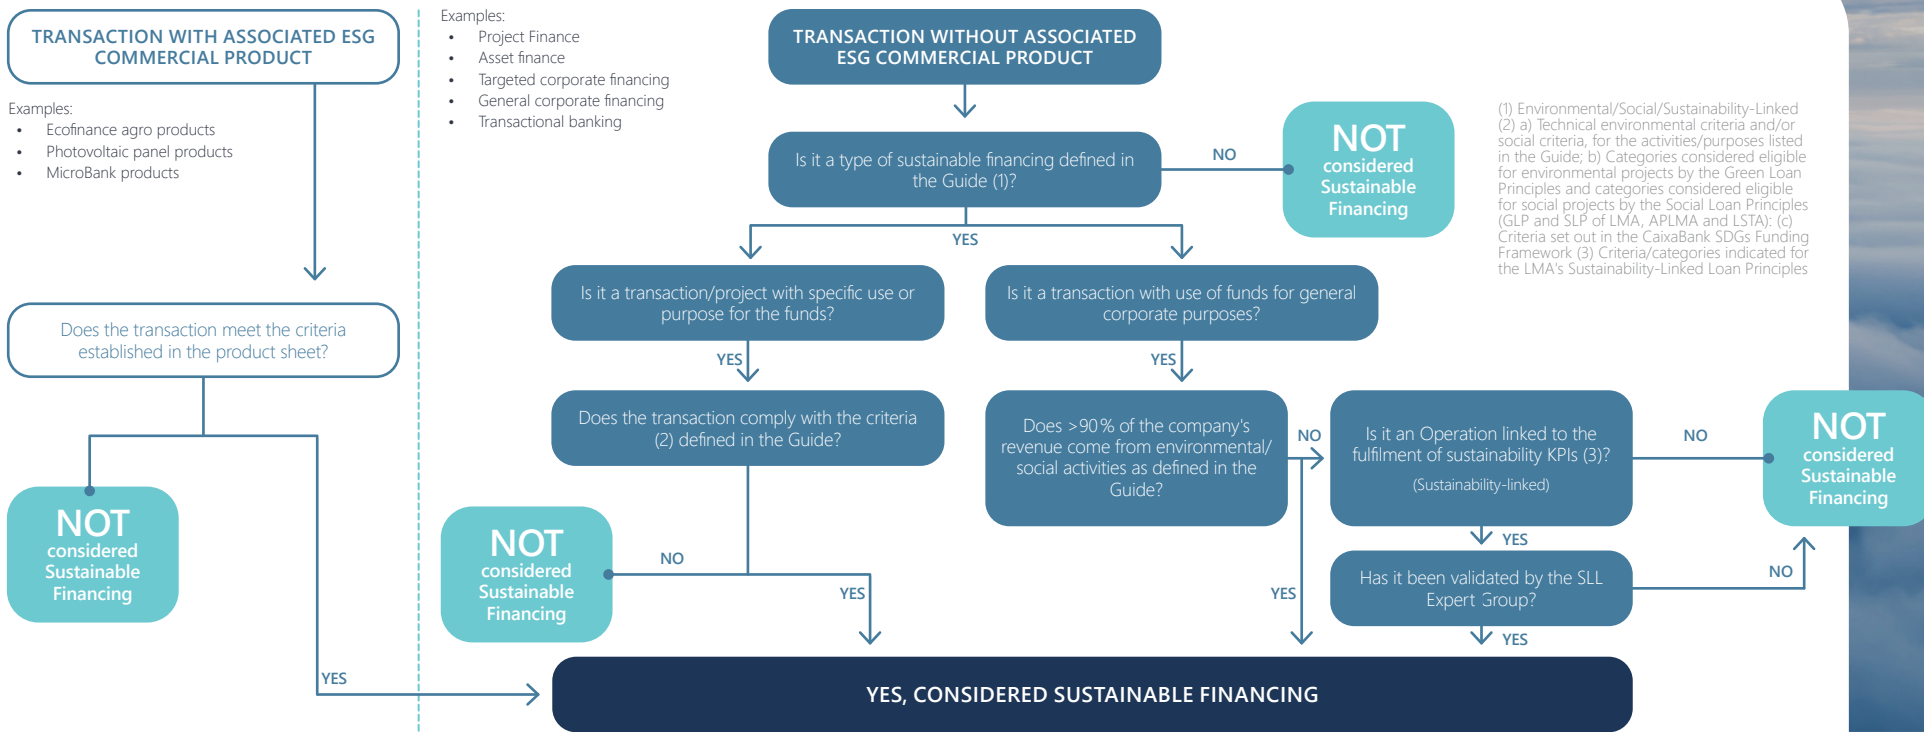 TRANSACTION WITH ASSOCIATED ESG
COMMERCIAL PRODUCT
Examples:
• Ecofinance agro products
• Photovoltaic panel products
• MicroBank products
Does the transaction meet the criteria
established in the product sheet?
NOT
considered
Sustainable
Financing
YES
Examples:
• Project Finance
• Asset finance
• Targeted corporate financing
• General corporate financing
• Transactional banking
TRANSACTION WITHOUT ASSOCIATED
ESG COMMERCIAL PRODUCT
Is it a type of sustainable financing defined in
the Guide (1)?
NO
NOT
considered
Sustainable
Financing
(1) Environmental/Social/Sustainability-Linked
(2) a) Technical environmental criteria and/or
social criteria, for the activities/purposes listed
in the Guide; b) Categories considered eligible
for environmental projects by the Green Loan
Principles and categories considered eligible
for social projects by the Social Loan Principles
(GLP and SLP of LMA, APLMA and LSTA): (c)
Criteria set out in the CaixaBank SDGs Funding
Framework (3) Criteria/categories indicated for
the LMA's Sustainability-Linked Loan Principles
YES
Is it a transaction/project with specific use or
purpose for the funds?
Is it a transaction with use of funds for general
corporate purposes?
YES
YES
Does the transaction comply with the criteria
(2) defined in the Guide?
Does >90% of the company's
revenue come from environmental/
social activities as defined in the
Guide?
NO
Is it an Operation linked to the
fulfilment of sustainability KPIs (3)?
(Sustainability-linked)
NO
NOT
considered
Sustainable
Financing
NOT
considered
Sustainable
Financing
NO
YES
YES
YES
Has it been validated by the SLL
Expert Group?
NO
YES
YES, CONSIDERED SUSTAINABLE FINANCING